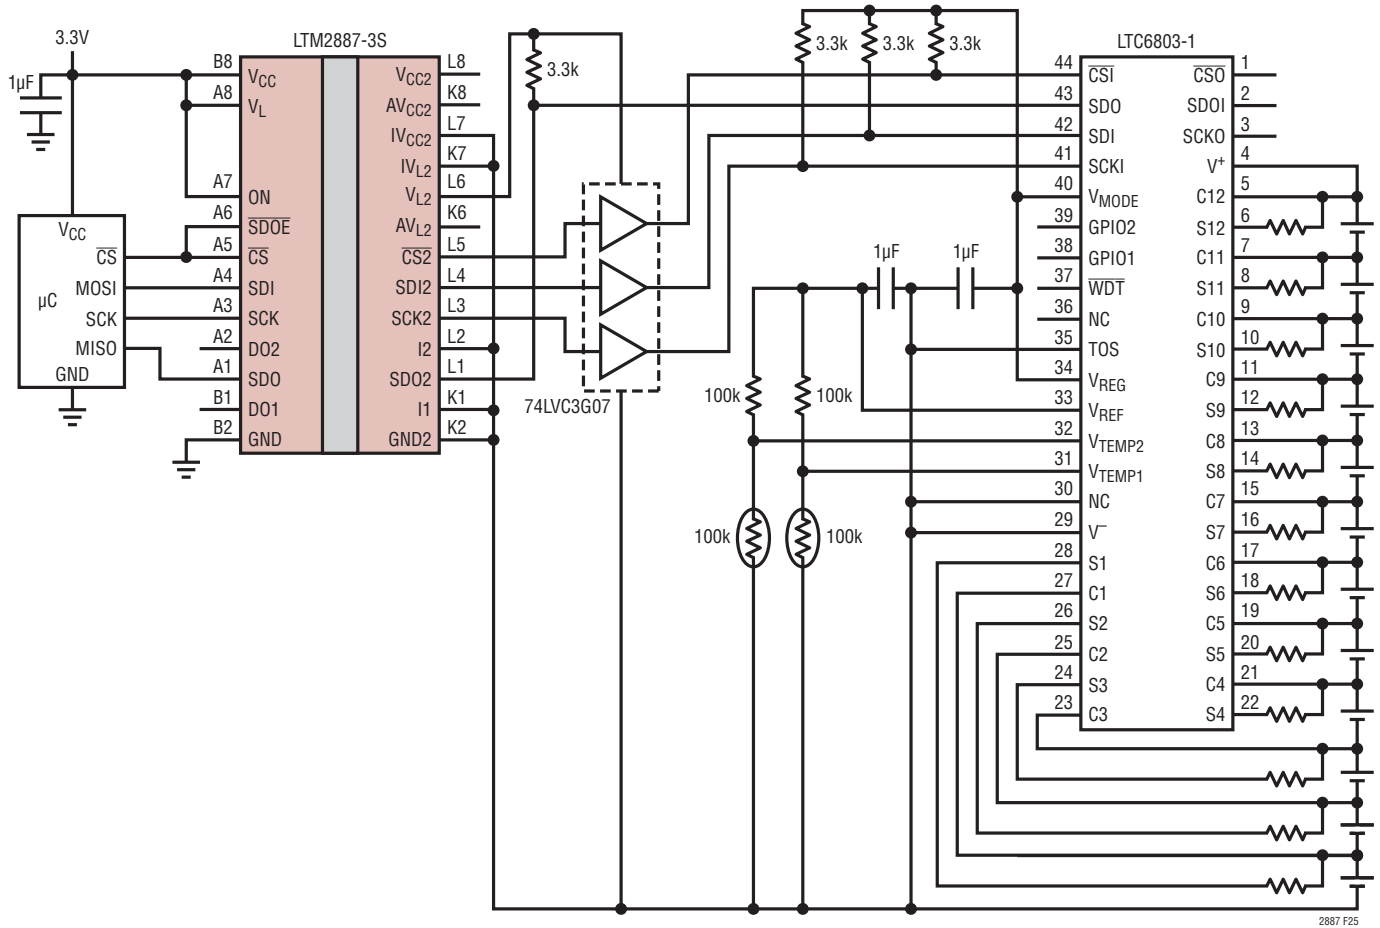 3.3V
1µF
LTM2887-3S
B8
VCC
A8
VL
A7
ON
A6
SDOE
A5
CS
A4
SDI
A3
SCK
A2
DO2
A1
SDO
B1
DO1
B2
GND
VCC
CS
MOSI
µC
SCK
MISO
GND
L8
VCC2
K8
AVCC2
L7
IVCC2
K7
IVL2
L6
VL2
K6
AVL2
L5
CS2
L4
SDI2
L3
SCK2
L2
I2
L1
SDO2
K1
I1
K2
GND2
3.3k
74LVC3G07
3.3k
3.3k
3.3k
1µF
1µF
100k
100k
100k
100k
LTC6803-1
44
CSI
43
SDO
42
SDI
41
SCKI
40
VMODE
39
GPIO2
38
GPIO1
37
WDT
36
NC
35
TOS
34
VREG
33
VREF
32
VTEMP2
31
VTEMP1
30
NC
29
V–
28
S1
27
C1
26
S2
25
C2
24
S3
23
C3
CSO
1
SDOI
2
SCKO
3
V+
4
C12
5
S12
6
C11
7
S11
8
C10
9
S10
10
C9
11
S9
12
C8
13
S8
14
C7
15
S7
16
C6
17
S6
18
C5
19
S5
20
C4
21
S4
22
2887 F25